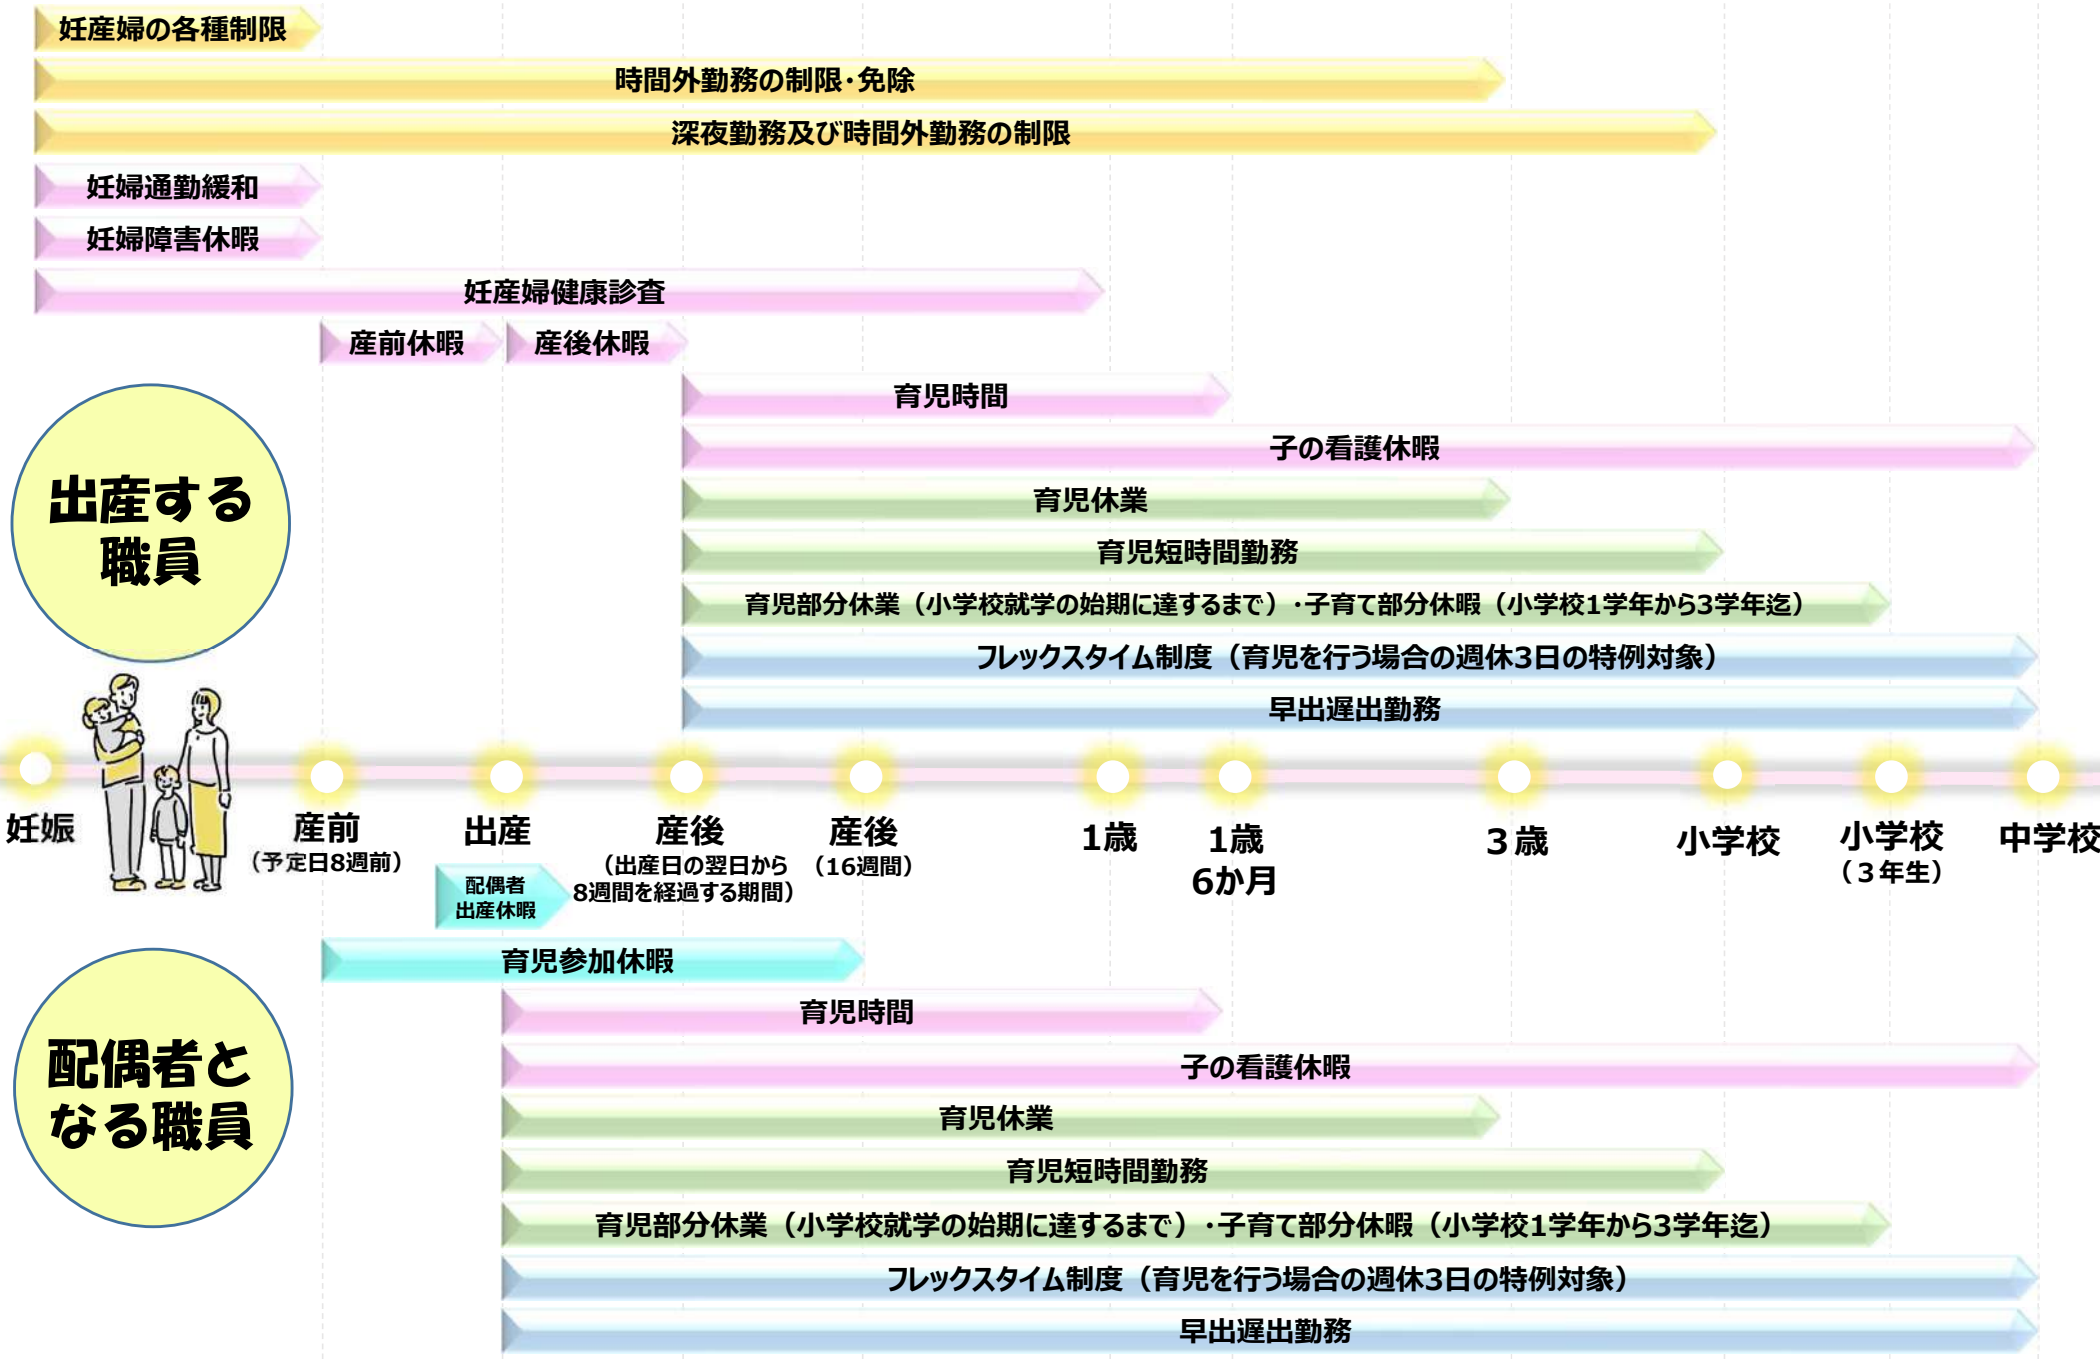 妊産婦の各種制限
時間外勤務の制限・免除
深夜勤務及び時間外勤務の制限
妊婦通勤緩和
妊婦障害休暇
妊産婦健康診査
産前休暇
産後休暇
育児時間
子の看護休暇
育児休業
育児短時間勤務
育児部分休業（小学校就学の始期に達するまで）・子育て部分休暇（小学校1学年から3学年迄）
フレックスタイム制度（育児を行う場合の週休3日の特例対象）
早出遅出勤務
出産する
職員
妊娠
産前
（予定日8週前）
出産
産後
（出産日の翌日から
8週間を経過する期間）
産後
（16週間）
1歳
1歳
6か月
３歳
小学校
小学校
（３年生）
中学校
配偶者
出産休暇
育児参加休暇
育児時間
子の看護休暇
育児休業
育児短時間勤務
育児部分休業（小学校就学の始期に達するまで）・子育て部分休暇（小学校1学年から3学年迄）
フレックスタイム制度（育児を行う場合の週休3日の特例対象）
早出遅出勤務
配偶者と
なる職員